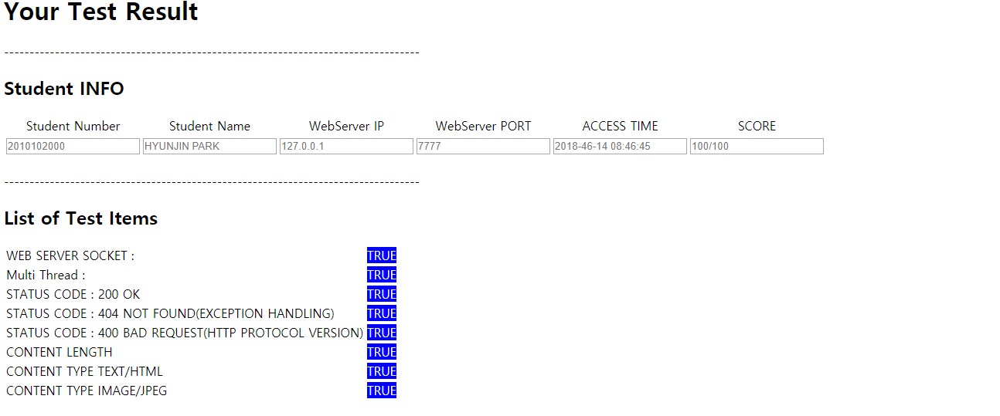 Your Test Result
--------------------------------------------------------------------------------
Student INFO
Student Number Student Name WebServer IP WebServer PORT ACCESS TIME SCORE
2010102000 HYUNJIN PARK 127.0.0.1 7777 2018-46-14 08:46:45 100/100
--------------------------------------------------------------------------------
List of Test Items
WEB SERVER SOCKET : TRUE
Multi Thread : TRUE
STATUS CODE : 200 OK TRUE
STATUS CODE : 404 NOT FOUND(EXCEPTION HANDLING) TRUE
STATUS CODE : 400 BAD REQUEST(HTTP PROTOCOL VERSION) TRUE
CONTENT LENGTH TRUE
CONTENT TYPE TEXT/HTML TRUE
CONTENT TYPE IMAGE/JPEG TRUE